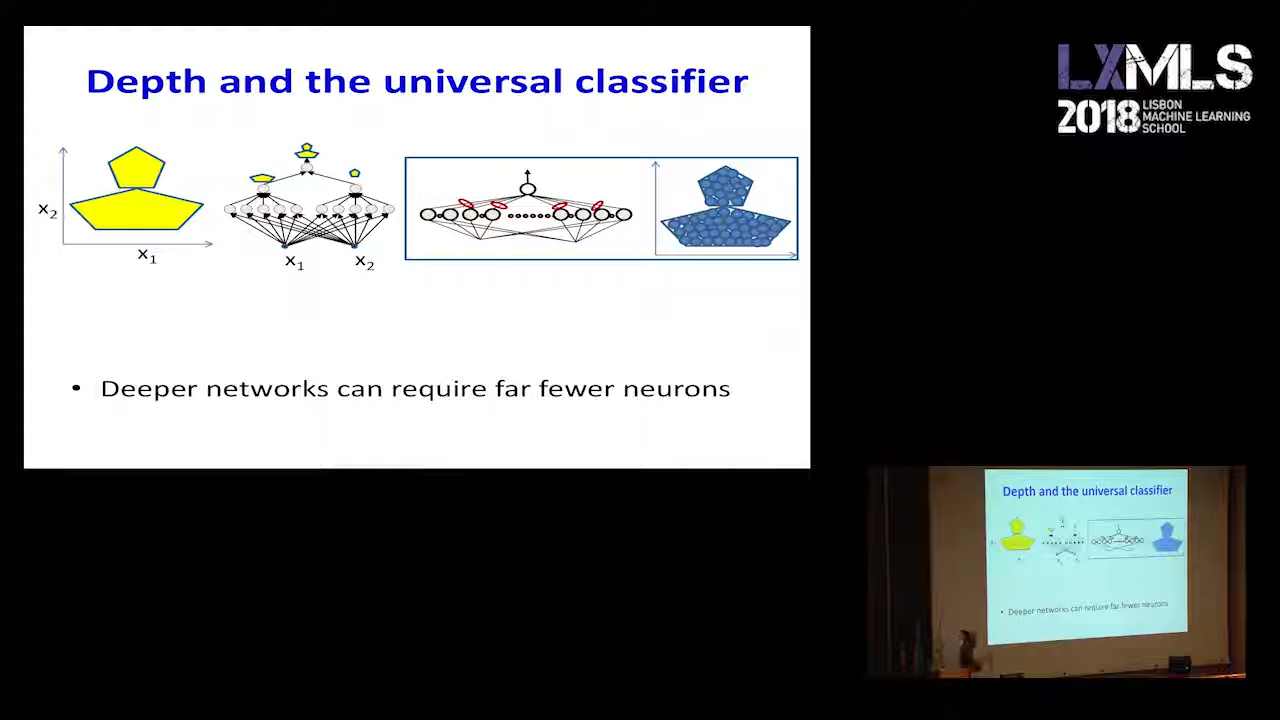 Depth and the universal classifier
x₂
x₁
x₁ x₂
• Deeper networks can require far fewer neurons
LXMLS
2018 LISBON
MACHINE LEARNING
SCHOOL
Depth and the universal classifier
• Deeper networks can require far fewer neurons